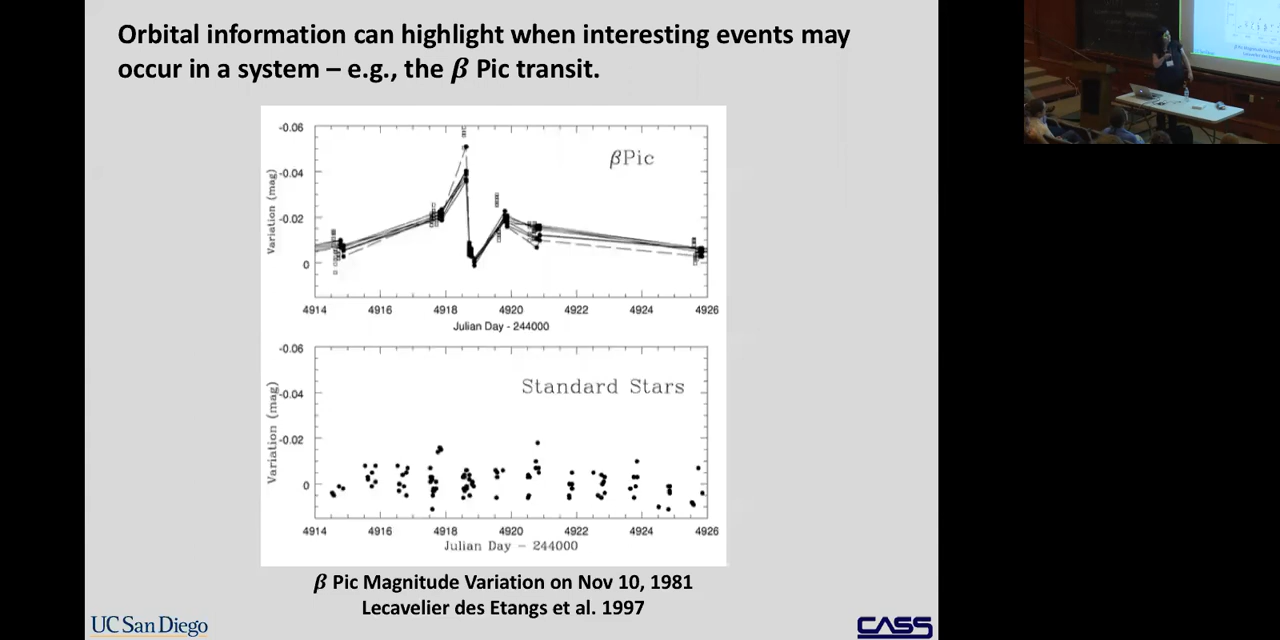 Orbital information can highlight when interesting events may
occur in a system – e.g., the β Pic transit.
-0.06
-0.04
-0.02
0
Variation (mag)
βPic
4914 4916 4918 4920 4922 4924 4926
Julian Day - 244000
-0.06
-0.04
-0.02
0
Variation (mag)
Standard Stars
4914 4916 4918 4920 4922 4924 4926
Julian Day – 244000
β Pic Magnitude Variation on Nov 10, 1981
Lecavelier des Etangs et al. 1997
UC San Diego
CASS